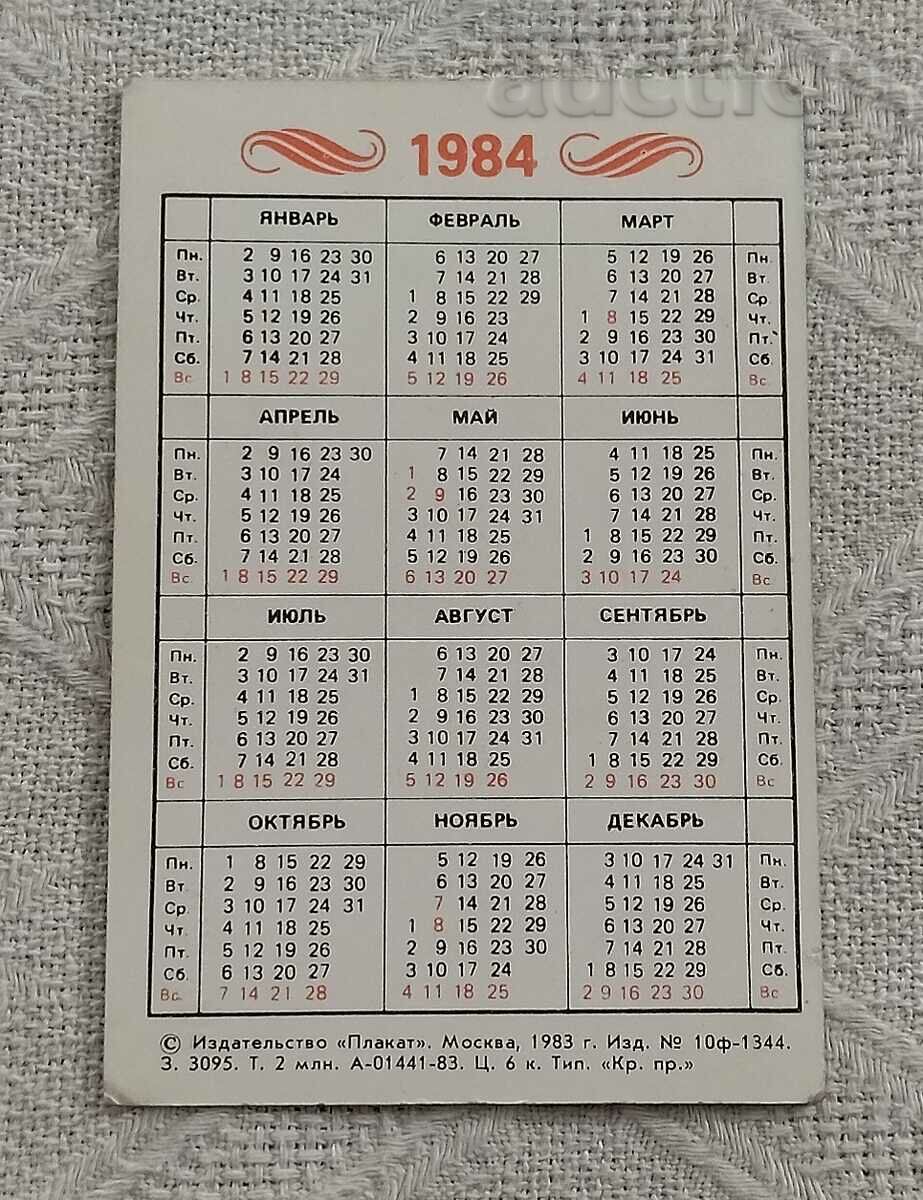 auction
1984
ЯНВАРЬ ФЕВРАЛЬ МАРТ
Пн. 2 9 16 23 30 6 13 20 27 5 12 19 26 Пн.
Вт. 3 10 17 24 31 7 14 21 28 6 13 20 27 Вт.
Ср. 4 11 18 25 1 8 15 22 29 7 14 21 28 Ср.
Чт. 5 12 19 26 2 9 16 23 1 8 15 22 29 Чт.
Пт. 6 13 20 27 3 10 17 24 2 9 16 23 30 Пт.
Сб. 7 14 21 28 4 11 18 25 3 10 17 24 31 Сб.
Вс 1 8 15 22 29 5 12 19 26 4 11 18 25 Вс
АПРЕЛЬ МАЙ ИЮНЬ
Пн. 2 9 16 23 30 7 14 21 28 4 11 18 25 Пн.
Вт. 3 10 17 24 1 8 15 22 29 5 12 19 26 Вт.
Ср. 4 11 18 25 2 9 16 23 30 6 13 20 27 Ср.
Чт. 5 12 19 26 3 10 17 24 31 7 14 21 28 Чт.
Пт. 6 13 20 27 4 11 18 25 1 8 15 22 29 Пт.
Сб. 7 14 21 28 5 12 19 26 2 9 16 23 30 Сб.
Вс. 1 8 15 22 29 6 13 20 27 3 10 17 24 Вс
ИЮЛЬ АВГУСТ СЕНТЯБРЬ
Пн. 2 9 16 23 30 6 13 20 27 3 10 17 24 Пн.
Вт. 3 10 17 24 31 7 14 21 28 4 11 18 25 Вт.
Ср. 4 11 18 25 1 8 15 22 29 5 12 19 26 Ср.
Чт. 5 12 19 26 2 9 16 23 30 6 13 20 27 Чт.
Пт. 6 13 20 27 3 10 17 24 31 7 14 21 28 Пт.
Сб. 7 14 21 28 4 11 18 25 1 8 15 22 29 Сб.
Вс 1 8 15 22 29 5 12 19 26 2 9 16 23 30 Вс
ОКТЯБРЬ НОЯБРЬ ДЕКАБРЬ
Пн. 1 8 15 22 29 5 12 19 26 3 10 17 24 31 Пн.
Вт. 2 9 16 23 30 6 13 20 27 4 11 18 25 Вт.
Ср. 3 10 17 24 31 7 14 21 28 5 12 19 26 Ср.
Чт. 4 11 18 25 1 8 15 22 29 6 13 20 27 Чт.
Пт. 5 12 19 26 2 9 16 23 30 7 14 21 28 Пт.
Сб. 6 13 20 27 3 10 17 24 1 8 15 22 29 Сб.
Вс. 7 14 21 28 4 11 18 25 2 9 16 23 30 Вс
© Издательство «Плакат». Москва, 1983 г. Изд. № 10ф-1344.
З. 3095. Т. 2 млн. А-01441-83. Ц. 6 к. Тип. «Кр. пр.»